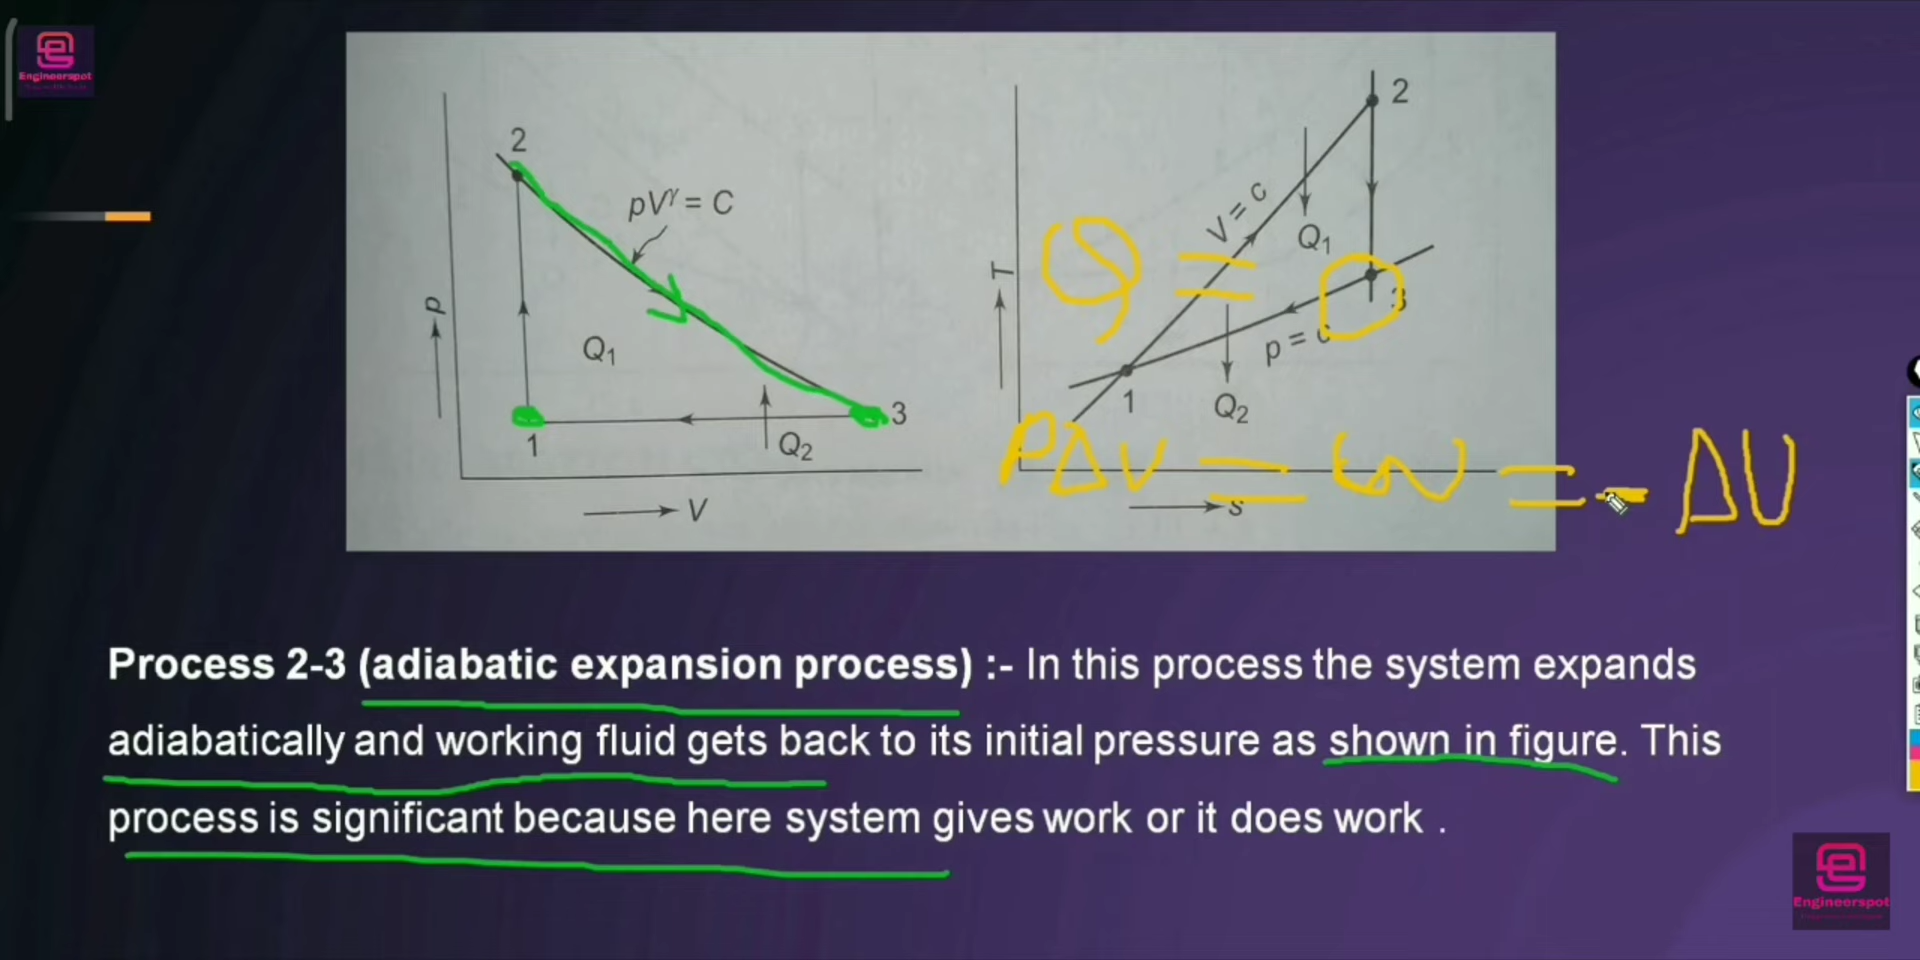 Engineerspot
2
pVγ = C
p
Q₁
1
3
Q₂
V
2
V = c
Q₁
T
3
p = c
1
Q₂
s
Q =
PΔV = W = - ΔU
Process 2-3 (adiabatic expansion process) :- In this process the system expands
adiabatically and working fluid gets back to its initial pressure as shown in figure. This
process is significant because here system gives work or it does work .
Engineerspot